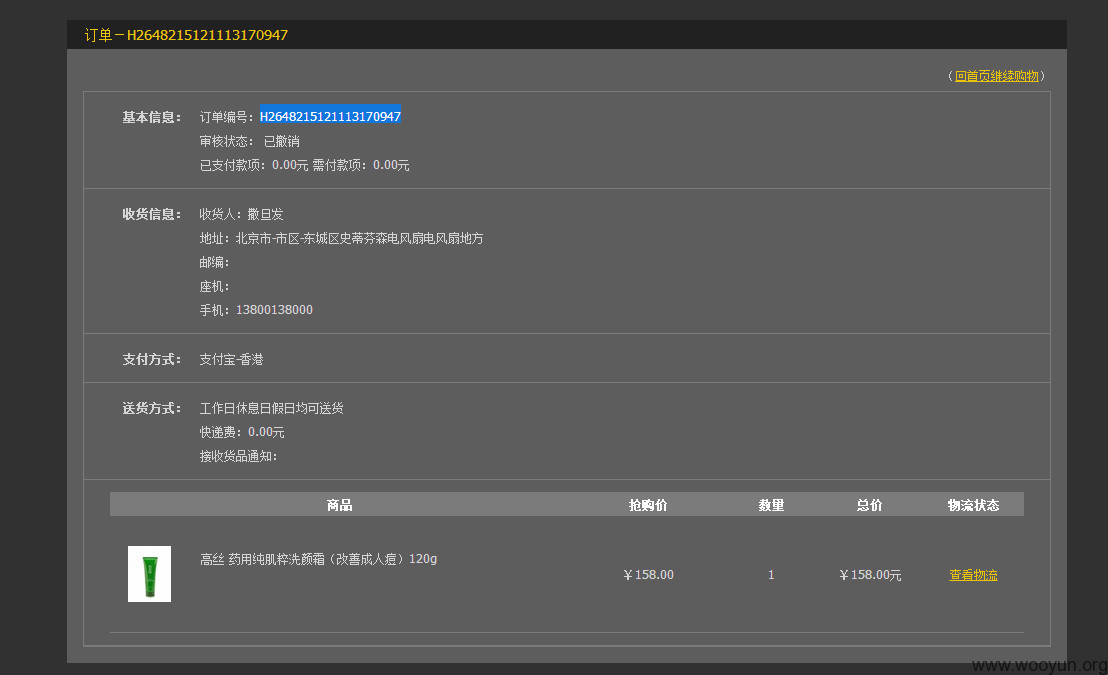 订单－H2648215121113170947
（回首页继续购物）
基本信息： 订单编号：H2648215121113170947
审核状态： 已撤销
已支付款项：0.00元 需付款项：0.00元
收货信息： 收货人：撒旦发
地址：北京市-市区-东城区史蒂芬森电风扇电风扇地方
邮编：
座机：
手机：13800138000
支付方式： 支付宝-香港
送货方式： 工作日休息日假日均可送货
快递费：0.00元
接收货品通知：
商品 抢购价 数量 总价 物流状态
高丝 药用纯肌粹洗颜霜（改善成人痘）120g
￥158.00 1 ￥158.00元 查看物流
www.wooyun.org